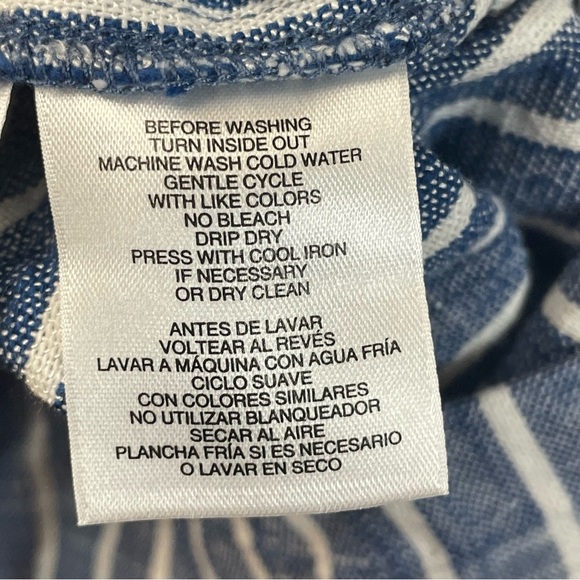 BEFORE WASHING
TURN INSIDE OUT
MACHINE WASH COLD WATER
GENTLE CYCLE
WITH LIKE COLORS
NO BLEACH
DRIP DRY
PRESS WITH COOL IRON
IF NECESSARY
OR DRY CLEAN
ANTES DE LAVAR
VOLTEAR AL REVÉS
LAVAR A MÁQUINA CON AGUA FRÍA
CICLO SUAVE
CON COLORES SIMILARES
NO UTILIZAR BLANQUEADOR
SECAR AL AIRE
PLANCHA FRÍA SI ES NECESARIO
O LAVAR EN SECO